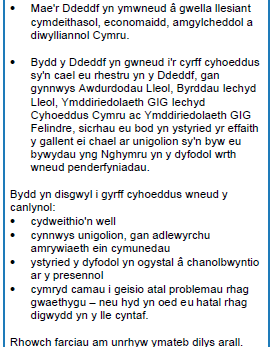 • Mae'r Ddeddf yn ymwneud â gwella llesiant
cymdeithasol, economaidd, amgylcheddol a
diwylliannol Cymru.
• Bydd y Ddeddf yn gwneud i'r cyrff cyhoeddus
sy'n cael eu rhestru yn y Ddeddf, gan
gynnwys Awdurdodau Lleol, Byrddau Iechyd
Lleol, Ymddiriedolaeth GIG Iechyd
Cyhoeddus Cymru ac Ymddiriedolaeth GIG
Felindre, sicrhau eu bod yn ystyried yr effaith
y gallent ei chael ar unigolion sy'n byw eu
bywydau yng Nghymru yn y dyfodol wrth
wneud penderfyniadau.
Bydd yn disgwyl i gyrff cyhoeddus wneud y
canlynol:
• cydweithio'n well
• cynnwys unigolion, gan adlewyrchu
amrywiaeth ein cymunedau
• ystyried y dyfodol yn ogystal â chanolbwyntio
ar y presennol
• cymryd camau i geisio atal problemau rhag
gwaethygu – neu hyd yn oed eu hatal rhag
digwydd yn y lle cyntaf.
Rhowch farciau am unrhyw ymateb dilys arall.